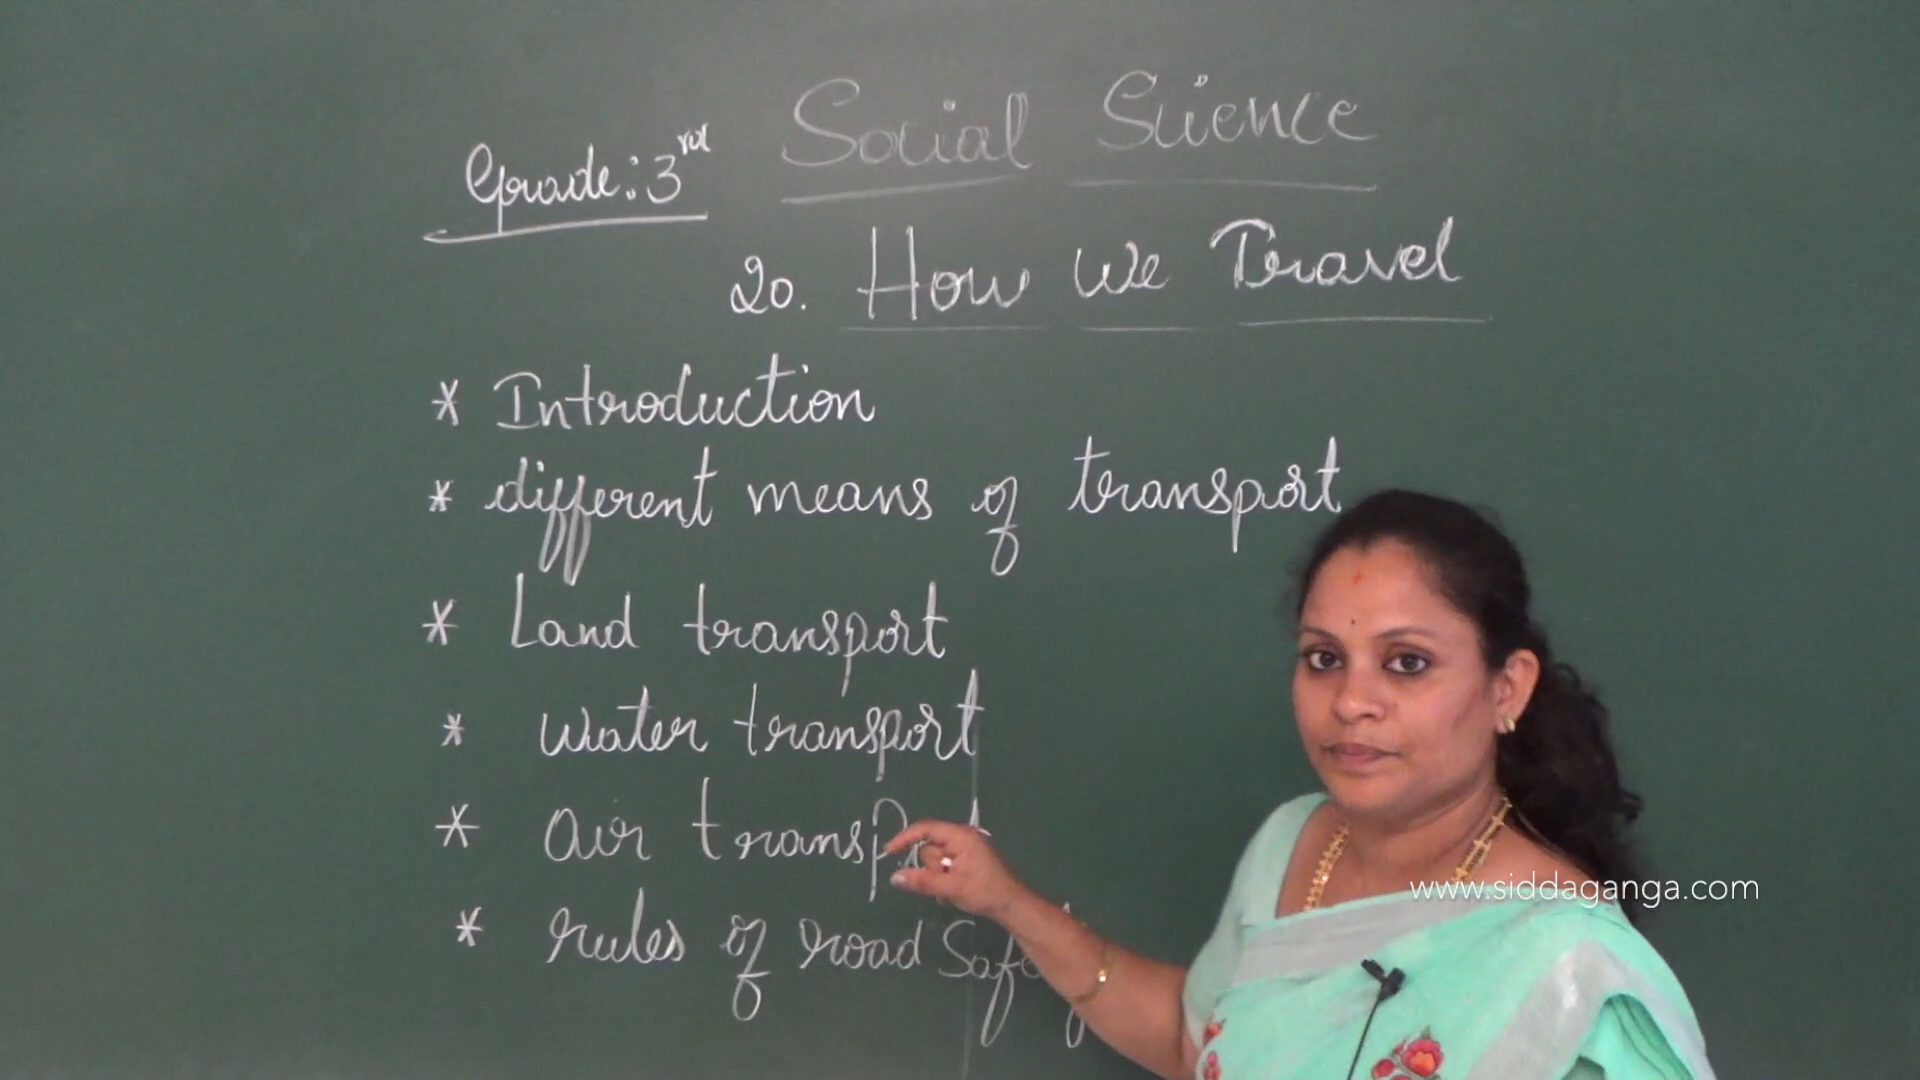 Social Science
Grade: 3rd
20. How We Travel
* Introduction
* different means of transport
* Land transport
* Water transport
* air transport
* rules of road Safety
www.siddaganga.com